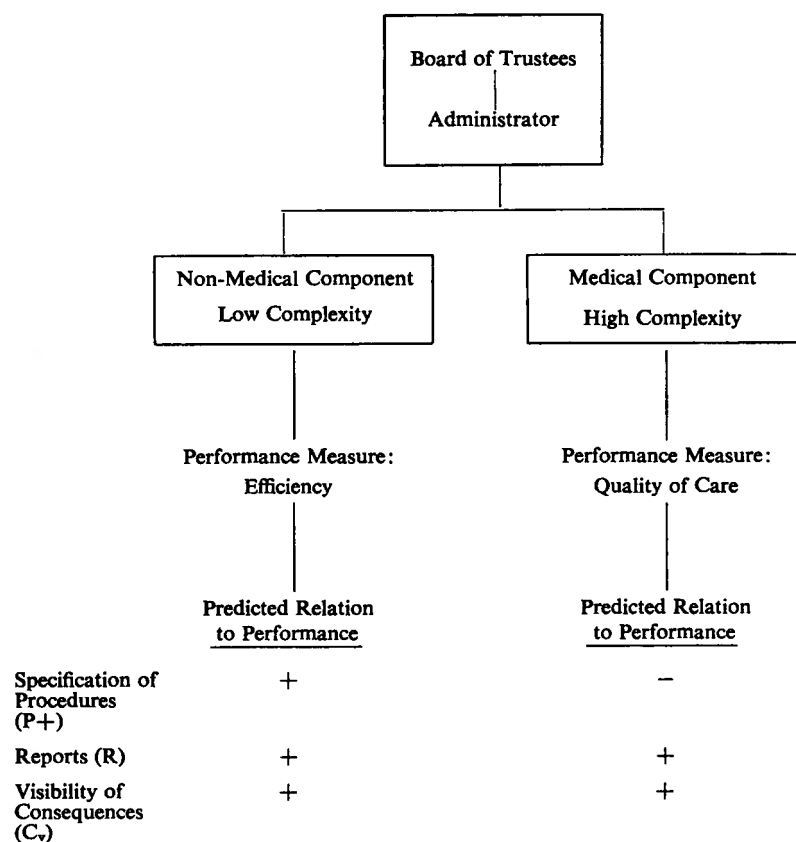 Board of Trustees
Administrator
Non-Medical Component
Low Complexity
Medical Component
High Complexity
Performance Measure:
Efficiency
Performance Measure:
Quality of Care
Predicted Relation
to Performance
Predicted Relation
to Performance
Specification of
Procedures
(P+)
+ −
Reports (R) + +
Visibility of
Consequences
(Cv)
+ +